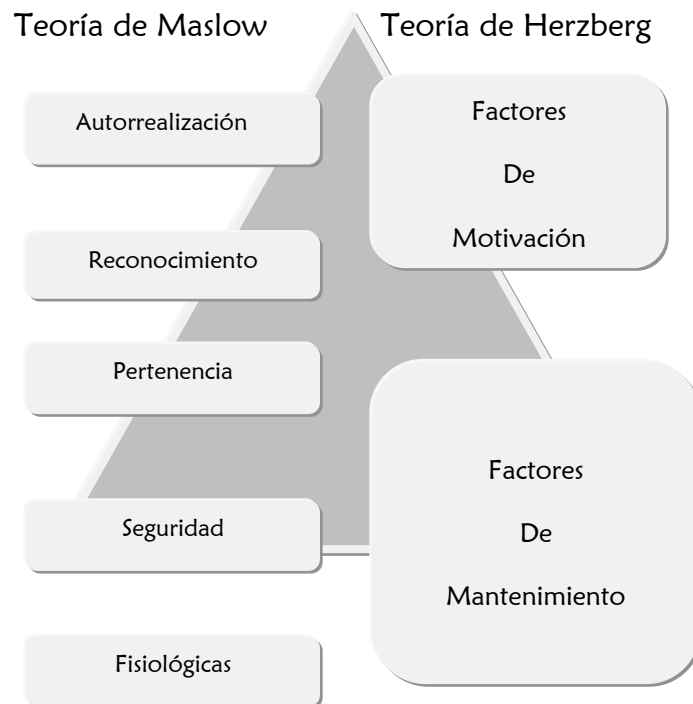 Teoría de Maslow
Teoría de Herzberg
Autorrealización
Reconocimiento
Pertenencia
Seguridad
Fisiológicas
Factores
De
Motivación
Factores
De
Mantenimiento